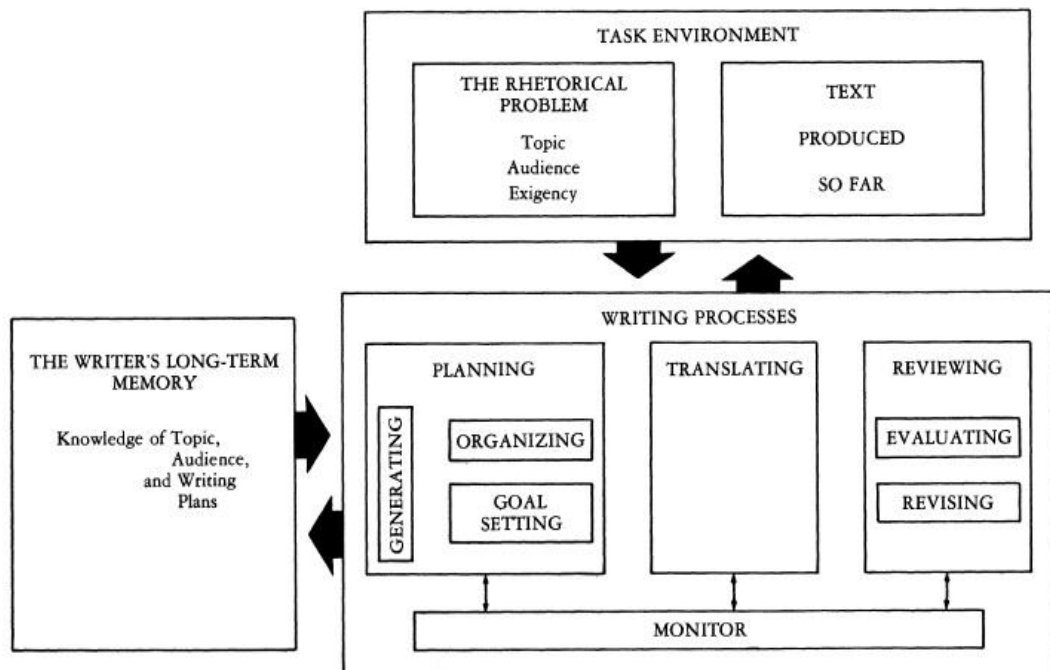 TASK ENVIRONMENT
THE RHETORICAL
PROBLEM
Topic
Audience
Exigency
TEXT
PRODUCED
SO FAR
WRITING PROCESSES
THE WRITER'S LONG-TERM
MEMORY
Knowledge of Topic,
Audience,
and Writing
Plans
PLANNING
GENERATING
ORGANIZING
GOAL
SETTING
TRANSLATING
REVIEWING
EVALUATING
REVISING
MONITOR